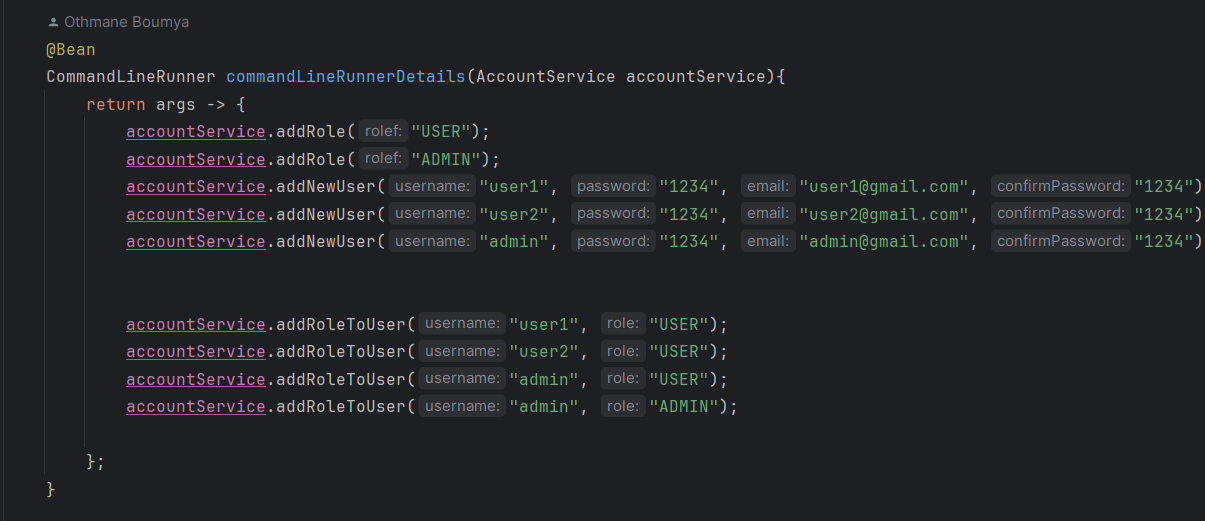 Othmane Boumya
@Bean
CommandLineRunner commandLineRunnerDetails(AccountService accountService){
return args -> {
accountService.addRole( rolef: "USER");
accountService.addRole( rolef: "ADMIN");
accountService.addNewUser( username: "user1", password: "1234", email: "user1@gmail.com", confirmPassword: "1234")
accountService.addNewUser( username: "user2", password: "1234", email: "user2@gmail.com", confirmPassword: "1234")
accountService.addNewUser( username: "admin", password: "1234", email: "admin@gmail.com", confirmPassword: "1234")
accountService.addRoleToUser( username: "user1", role: "USER");
accountService.addRoleToUser( username: "user2", role: "USER");
accountService.addRoleToUser( username: "admin", role: "USER");
accountService.addRoleToUser( username: "admin", role: "ADMIN");
};
}